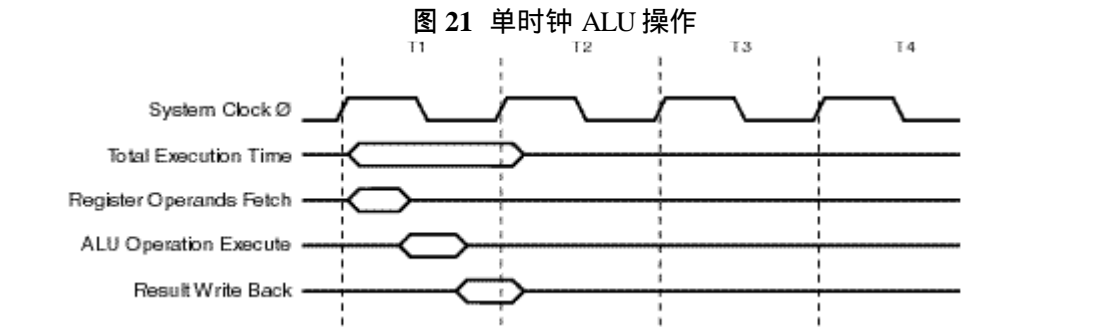 图 21 单时钟 ALU 操作
T1 T2 T3 T4
System Clock Ø
Total Execution Time
Register Operands Fetch
ALU Operation Execute
Result Write Back